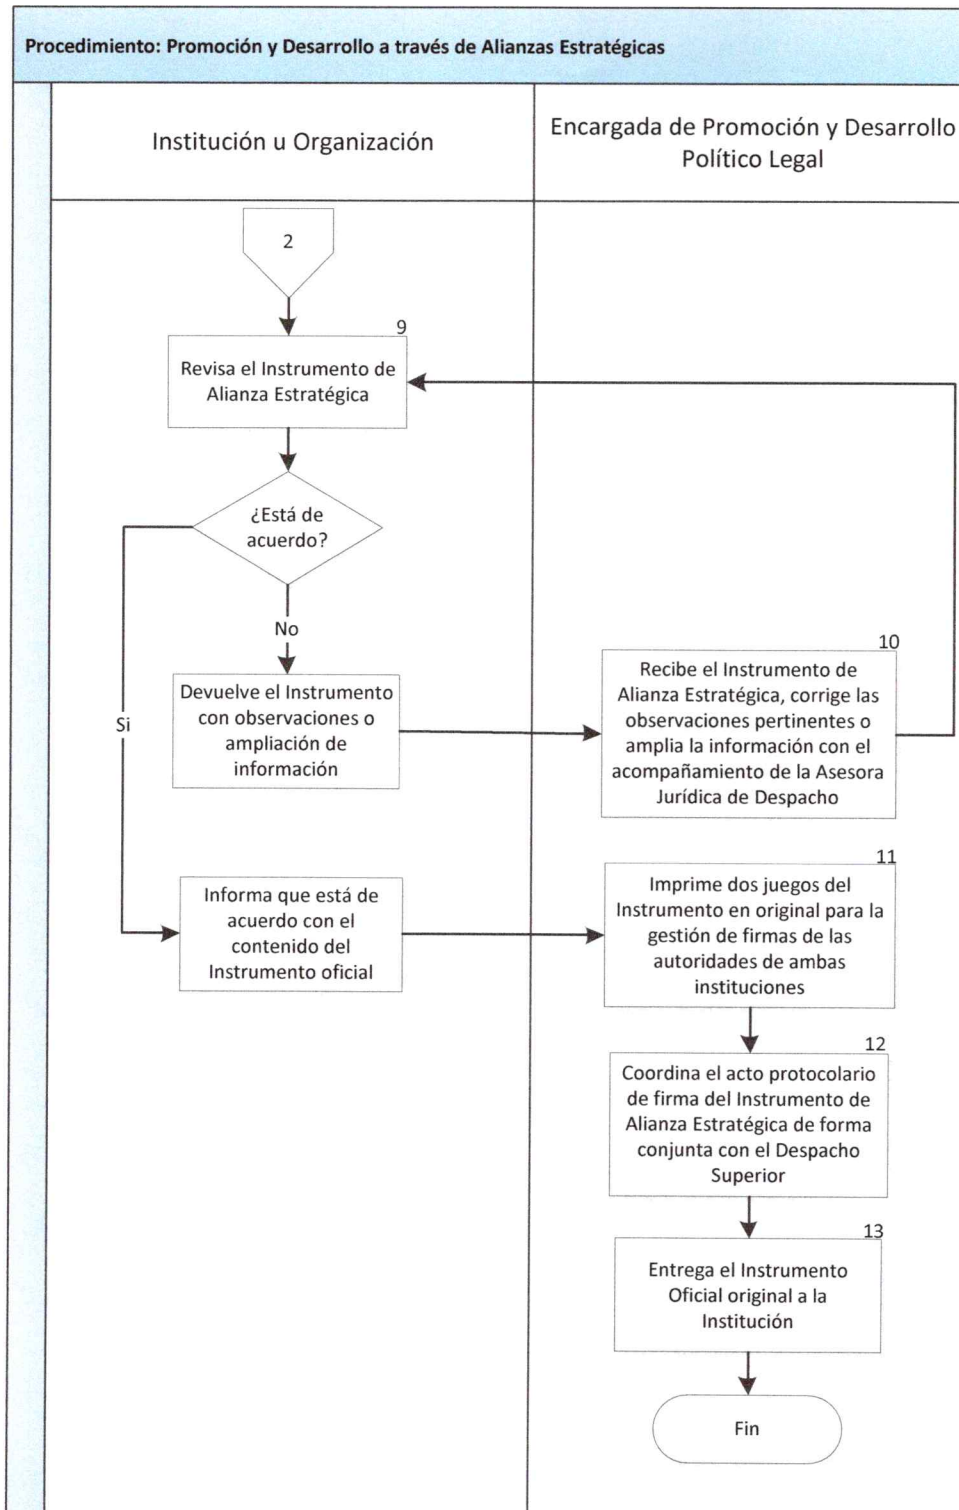 Procedimiento: Promoción y Desarrollo a través de Alianzas Estratégicas
Institución u Organización
Encargada de Promoción y Desarrollo
Político Legal
2
9
Revisa el Instrumento de
Alianza Estratégica
¿Está de
acuerdo?
No
Si
Devuelve el Instrumento
con observaciones o
ampliación de
información
10
Recibe el Instrumento de
Alianza Estratégica, corrige las
observaciones pertinentes o
amplia la información con el
acompañamiento de la Asesora
Jurídica de Despacho
Informa que está de
acuerdo con el
contenido del
Instrumento oficial
11
Imprime dos juegos del
Instrumento en original para la
gestión de firmas de las
autoridades de ambas
instituciones
12
Coordina el acto protocolario
de firma del Instrumento de
Alianza Estratégica de forma
conjunta con el Despacho
Superior
13
Entrega el Instrumento
Oficial original a la
Institución
Fin